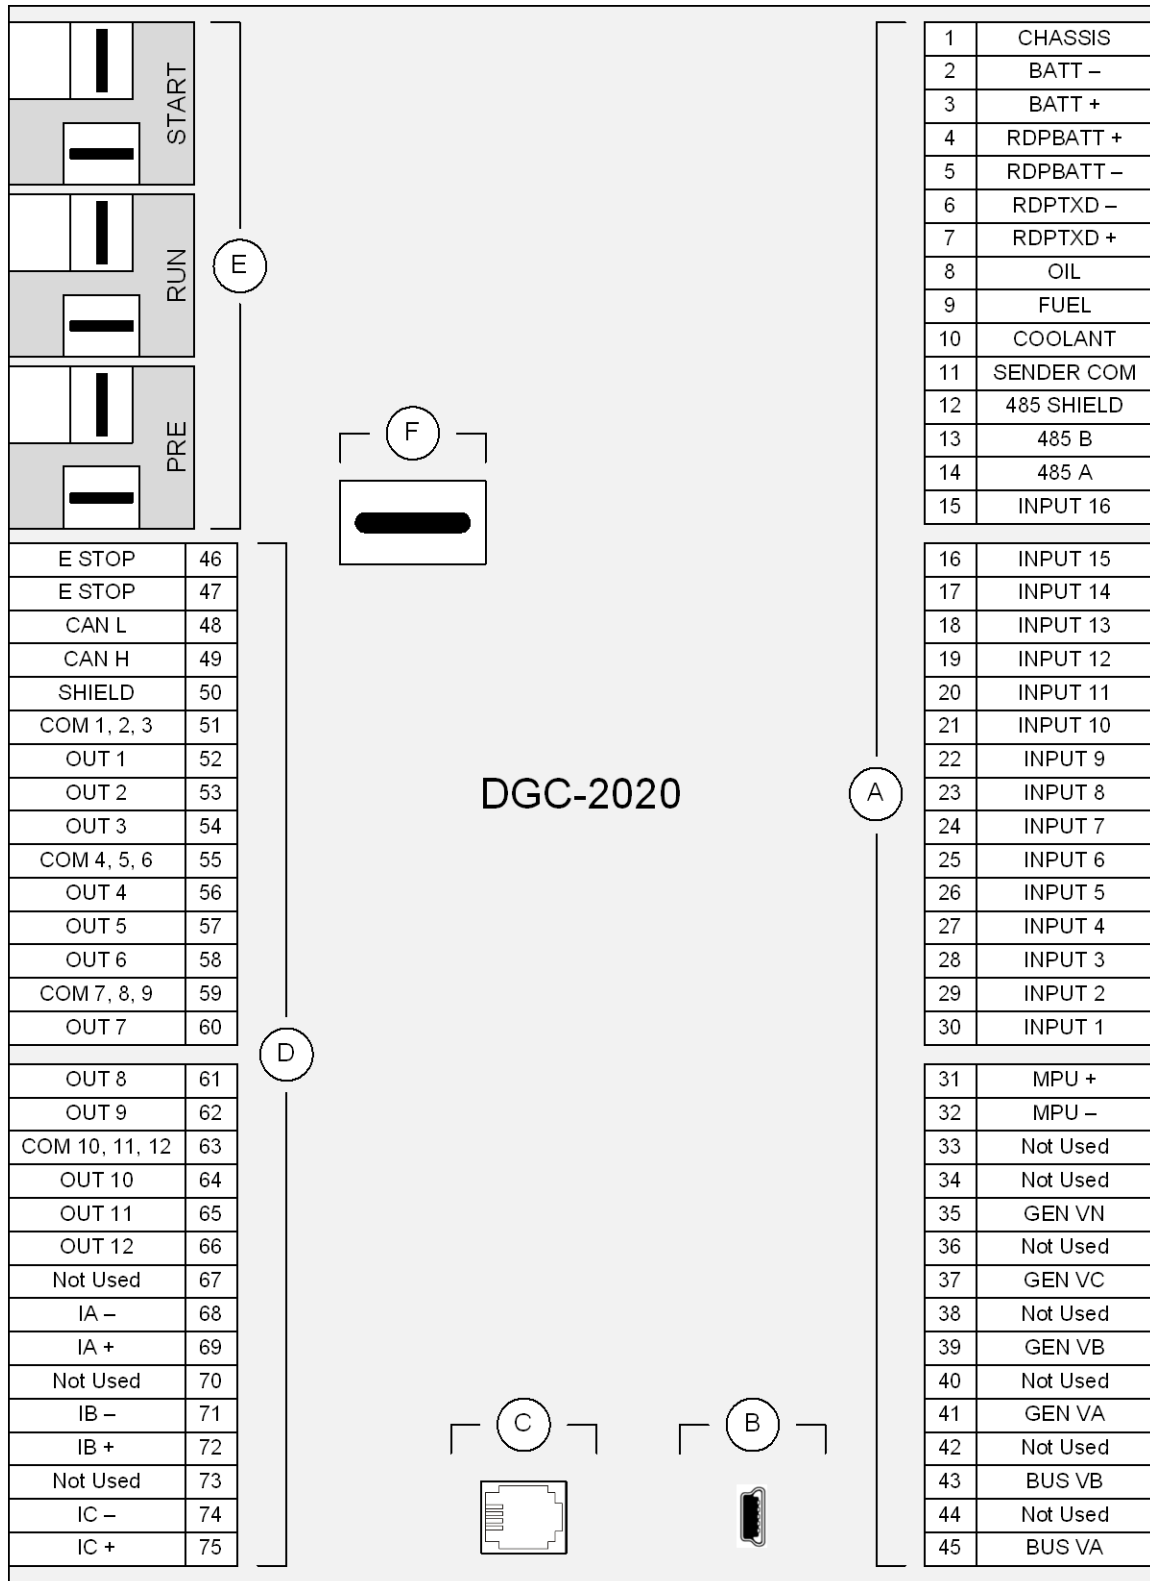 START
RUN
PRE
E
F
E STOP 46
E STOP 47
CAN L 48
CAN H 49
SHIELD 50
COM 1, 2, 3 51
OUT 1 52
OUT 2 53
OUT 3 54
COM 4, 5, 6 55
OUT 4 56
OUT 5 57
OUT 6 58
COM 7, 8, 9 59
OUT 7 60
OUT 8 61
OUT 9 62
COM 10, 11, 12 63
OUT 10 64
OUT 11 65
OUT 12 66
Not Used 67
IA – 68
IA + 69
Not Used 70
IB – 71
IB + 72
Not Used 73
IC – 74
IC + 75
D
DGC-2020
C
B
A
1 CHASSIS
2 BATT –
3 BATT +
4 RDPBATT +
5 RDPBATT –
6 RDPTXD –
7 RDPTXD +
8 OIL
9 FUEL
10 COOLANT
11 SENDER COM
12 485 SHIELD
13 485 B
14 485 A
15 INPUT 16
16 INPUT 15
17 INPUT 14
18 INPUT 13
19 INPUT 12
20 INPUT 11
21 INPUT 10
22 INPUT 9
23 INPUT 8
24 INPUT 7
25 INPUT 6
26 INPUT 5
27 INPUT 4
28 INPUT 3
29 INPUT 2
30 INPUT 1
31 MPU +
32 MPU –
33 Not Used
34 Not Used
35 GEN VN
36 Not Used
37 GEN VC
38 Not Used
39 GEN VB
40 Not Used
41 GEN VA
42 Not Used
43 BUS VB
44 Not Used
45 BUS VA